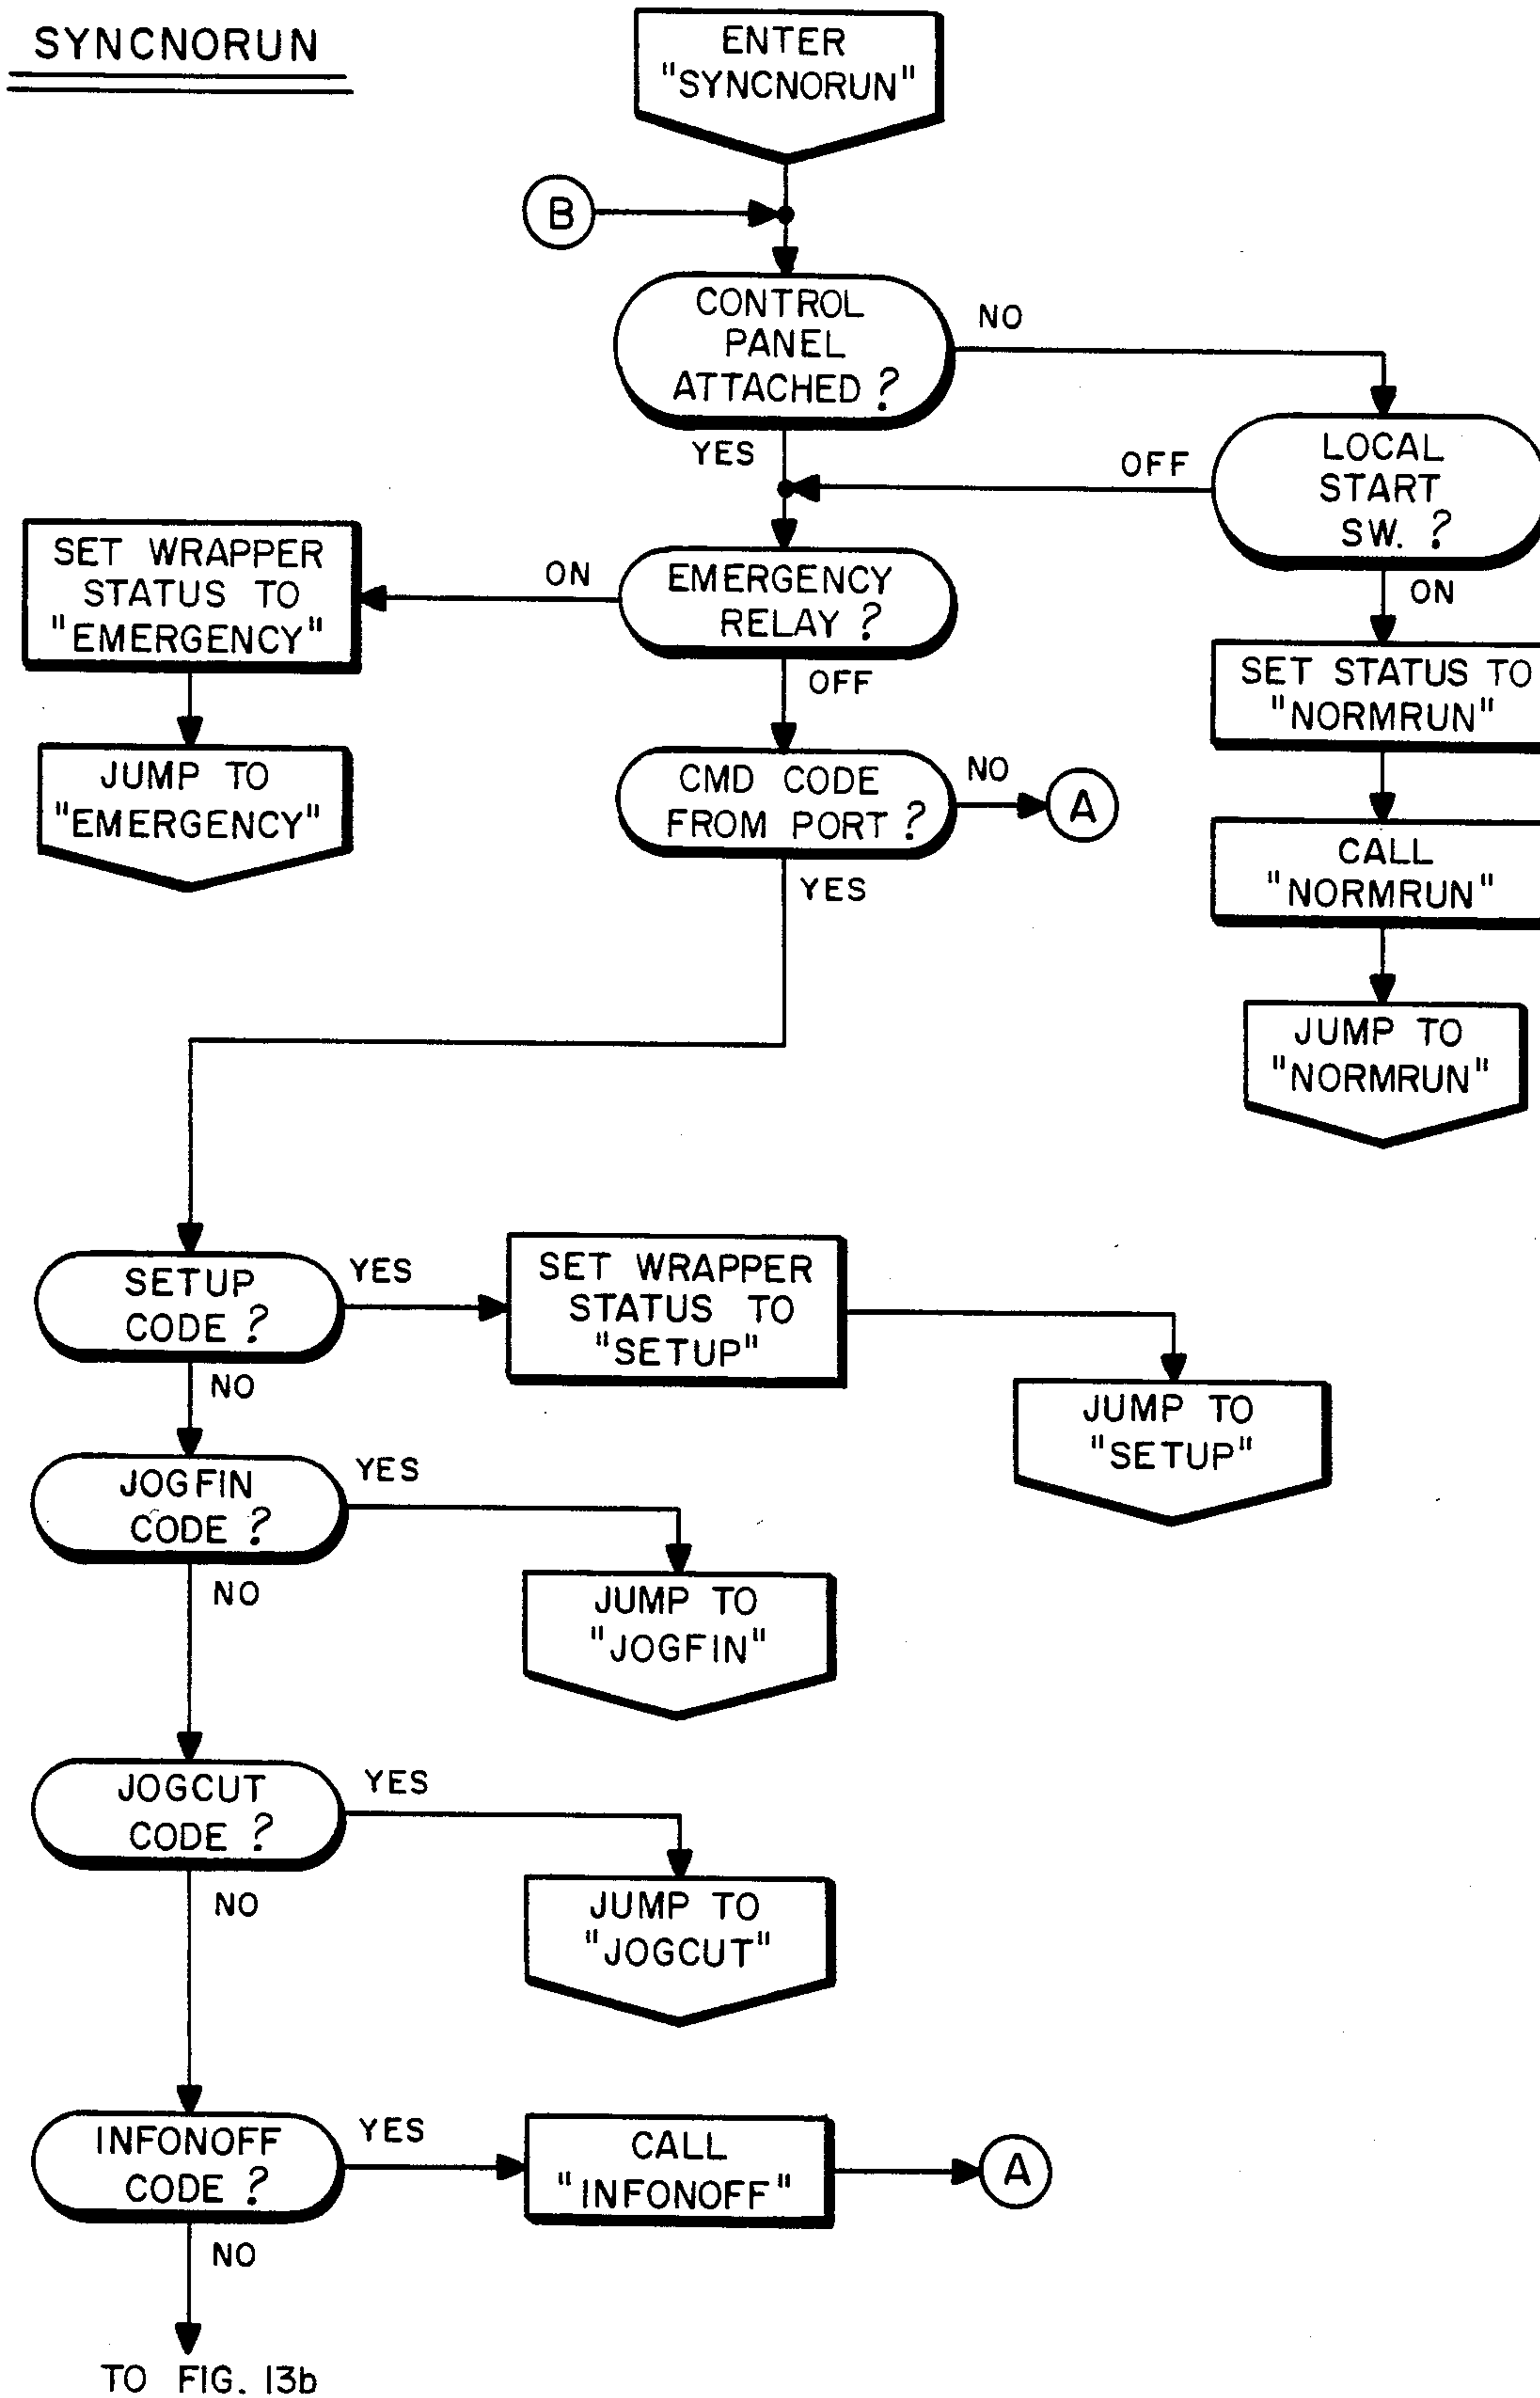 SYNCNORUN
ENTER
"SYNCNORUN"
B
CONTROL
PANEL
ATTACHED ?
NO
YES
LOCAL
START
SW. ?
OFF
ON
SET WRAPPER
STATUS TO
"EMERGENCY"
ON
EMERGENCY
RELAY ?
OFF
SET STATUS TO
"NORMRUN"
JUMP TO
"EMERGENCY"
CMD CODE
FROM PORT ?
NO
A
YES
CALL
"NORMRUN"
JUMP TO
"NORMRUN"
SETUP
CODE ?
YES
SET WRAPPER
STATUS TO
"SETUP"
NO
JUMP TO
"SETUP"
JOGFIN
CODE ?
YES
NO
JUMP TO
"JOGFIN"
JOGCUT
CODE ?
YES
NO
JUMP TO
"JOGCUT"
INFONOFF
CODE ?
YES
CALL
"INFONOFF"
A
NO
TO FIG. 13b